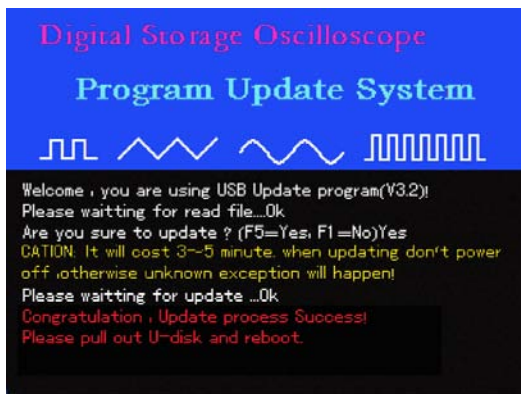 Digital Storage Oscilloscope
Program Update System
Welcome , you are using USB Update program(V3.2)!
Please waitting for read file....Ok
Are you sure to update ? (F5=Yes, F1=No)Yes
CATION: It will cost 3~5 minute. when updating don't power
off ,otherwise unknown exception will happen!
Please waitting for update ...Ok
Congratulation , Update process Success!
Please pull out U-disk and reboot.